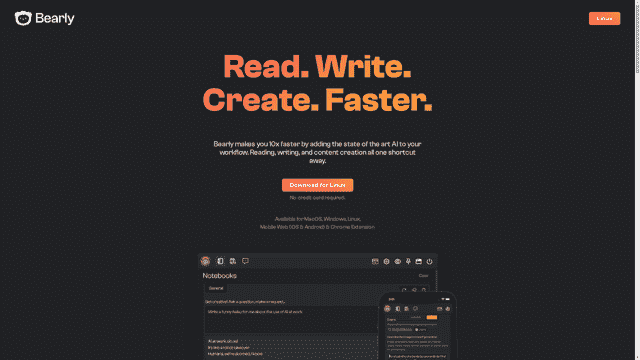 Bearly
Linux
Read. Write.
Create. Faster.
Bearly makes you 10x faster by adding the state of the art AI to your
workflow. Reading, writing, and content creation all one shortcut
away.
Download for Linux
No credit card required.
Available for MacOS, Windows, Linux,
Mobile Web (iOS & Android) & Chrome Extension
Notebooks
General